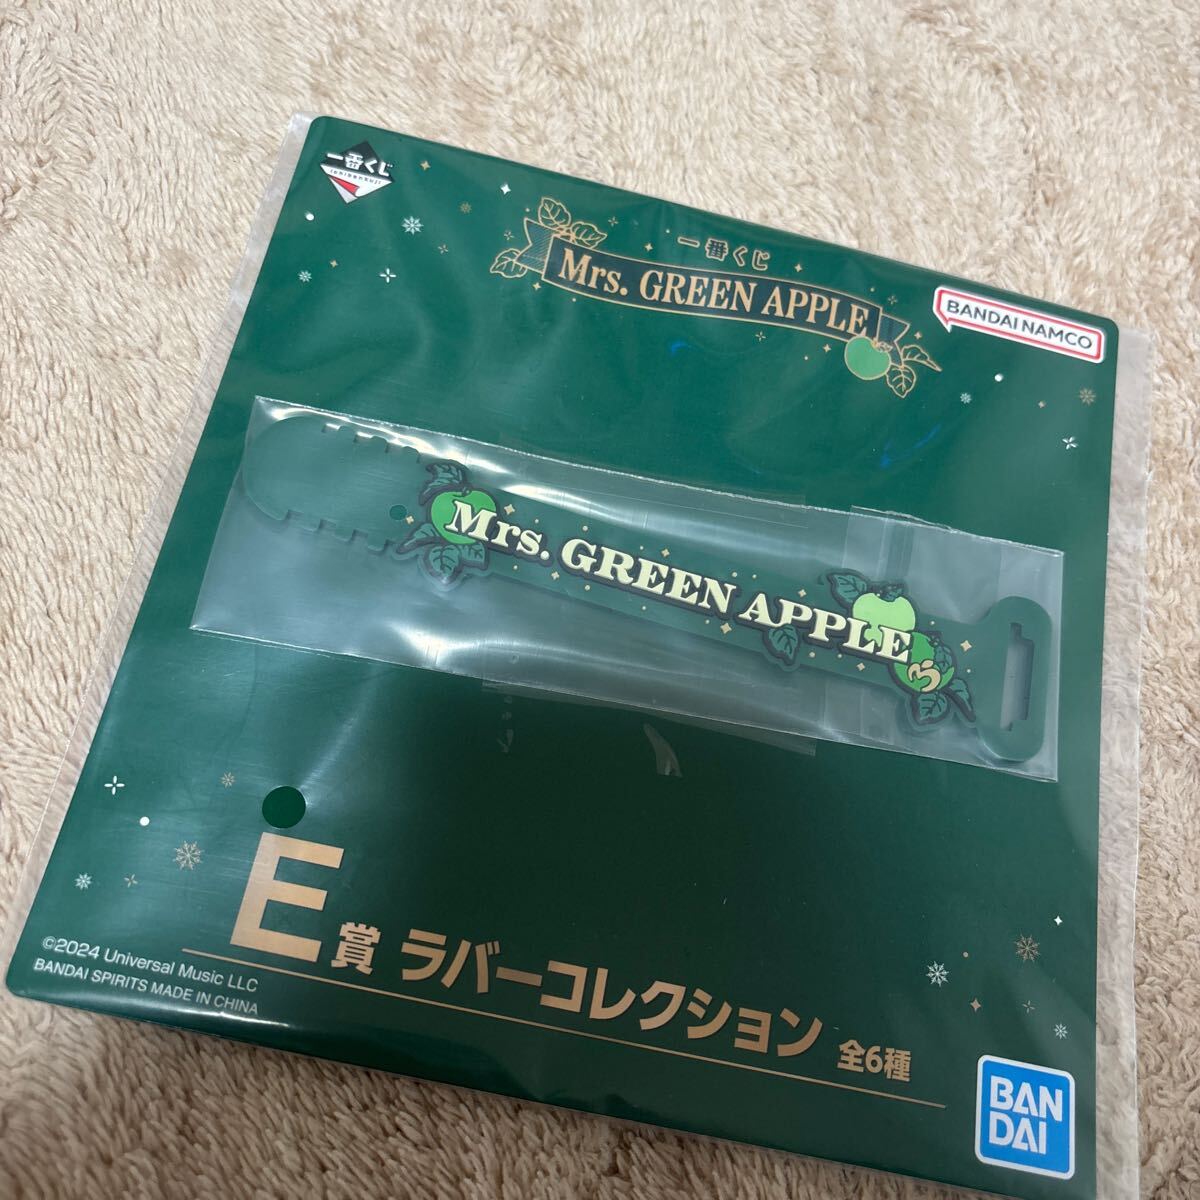 一番くじ
ichibankuji
一番くじ
Mrs. GREEN APPLE
BANDAI NAMCO
Mrs. GREEN APPLE
E賞 ラバーコレクション 全6種
©2024 Universal Music LLC
BANDAI SPIRITS MADE IN CHINA
BAN
DAI